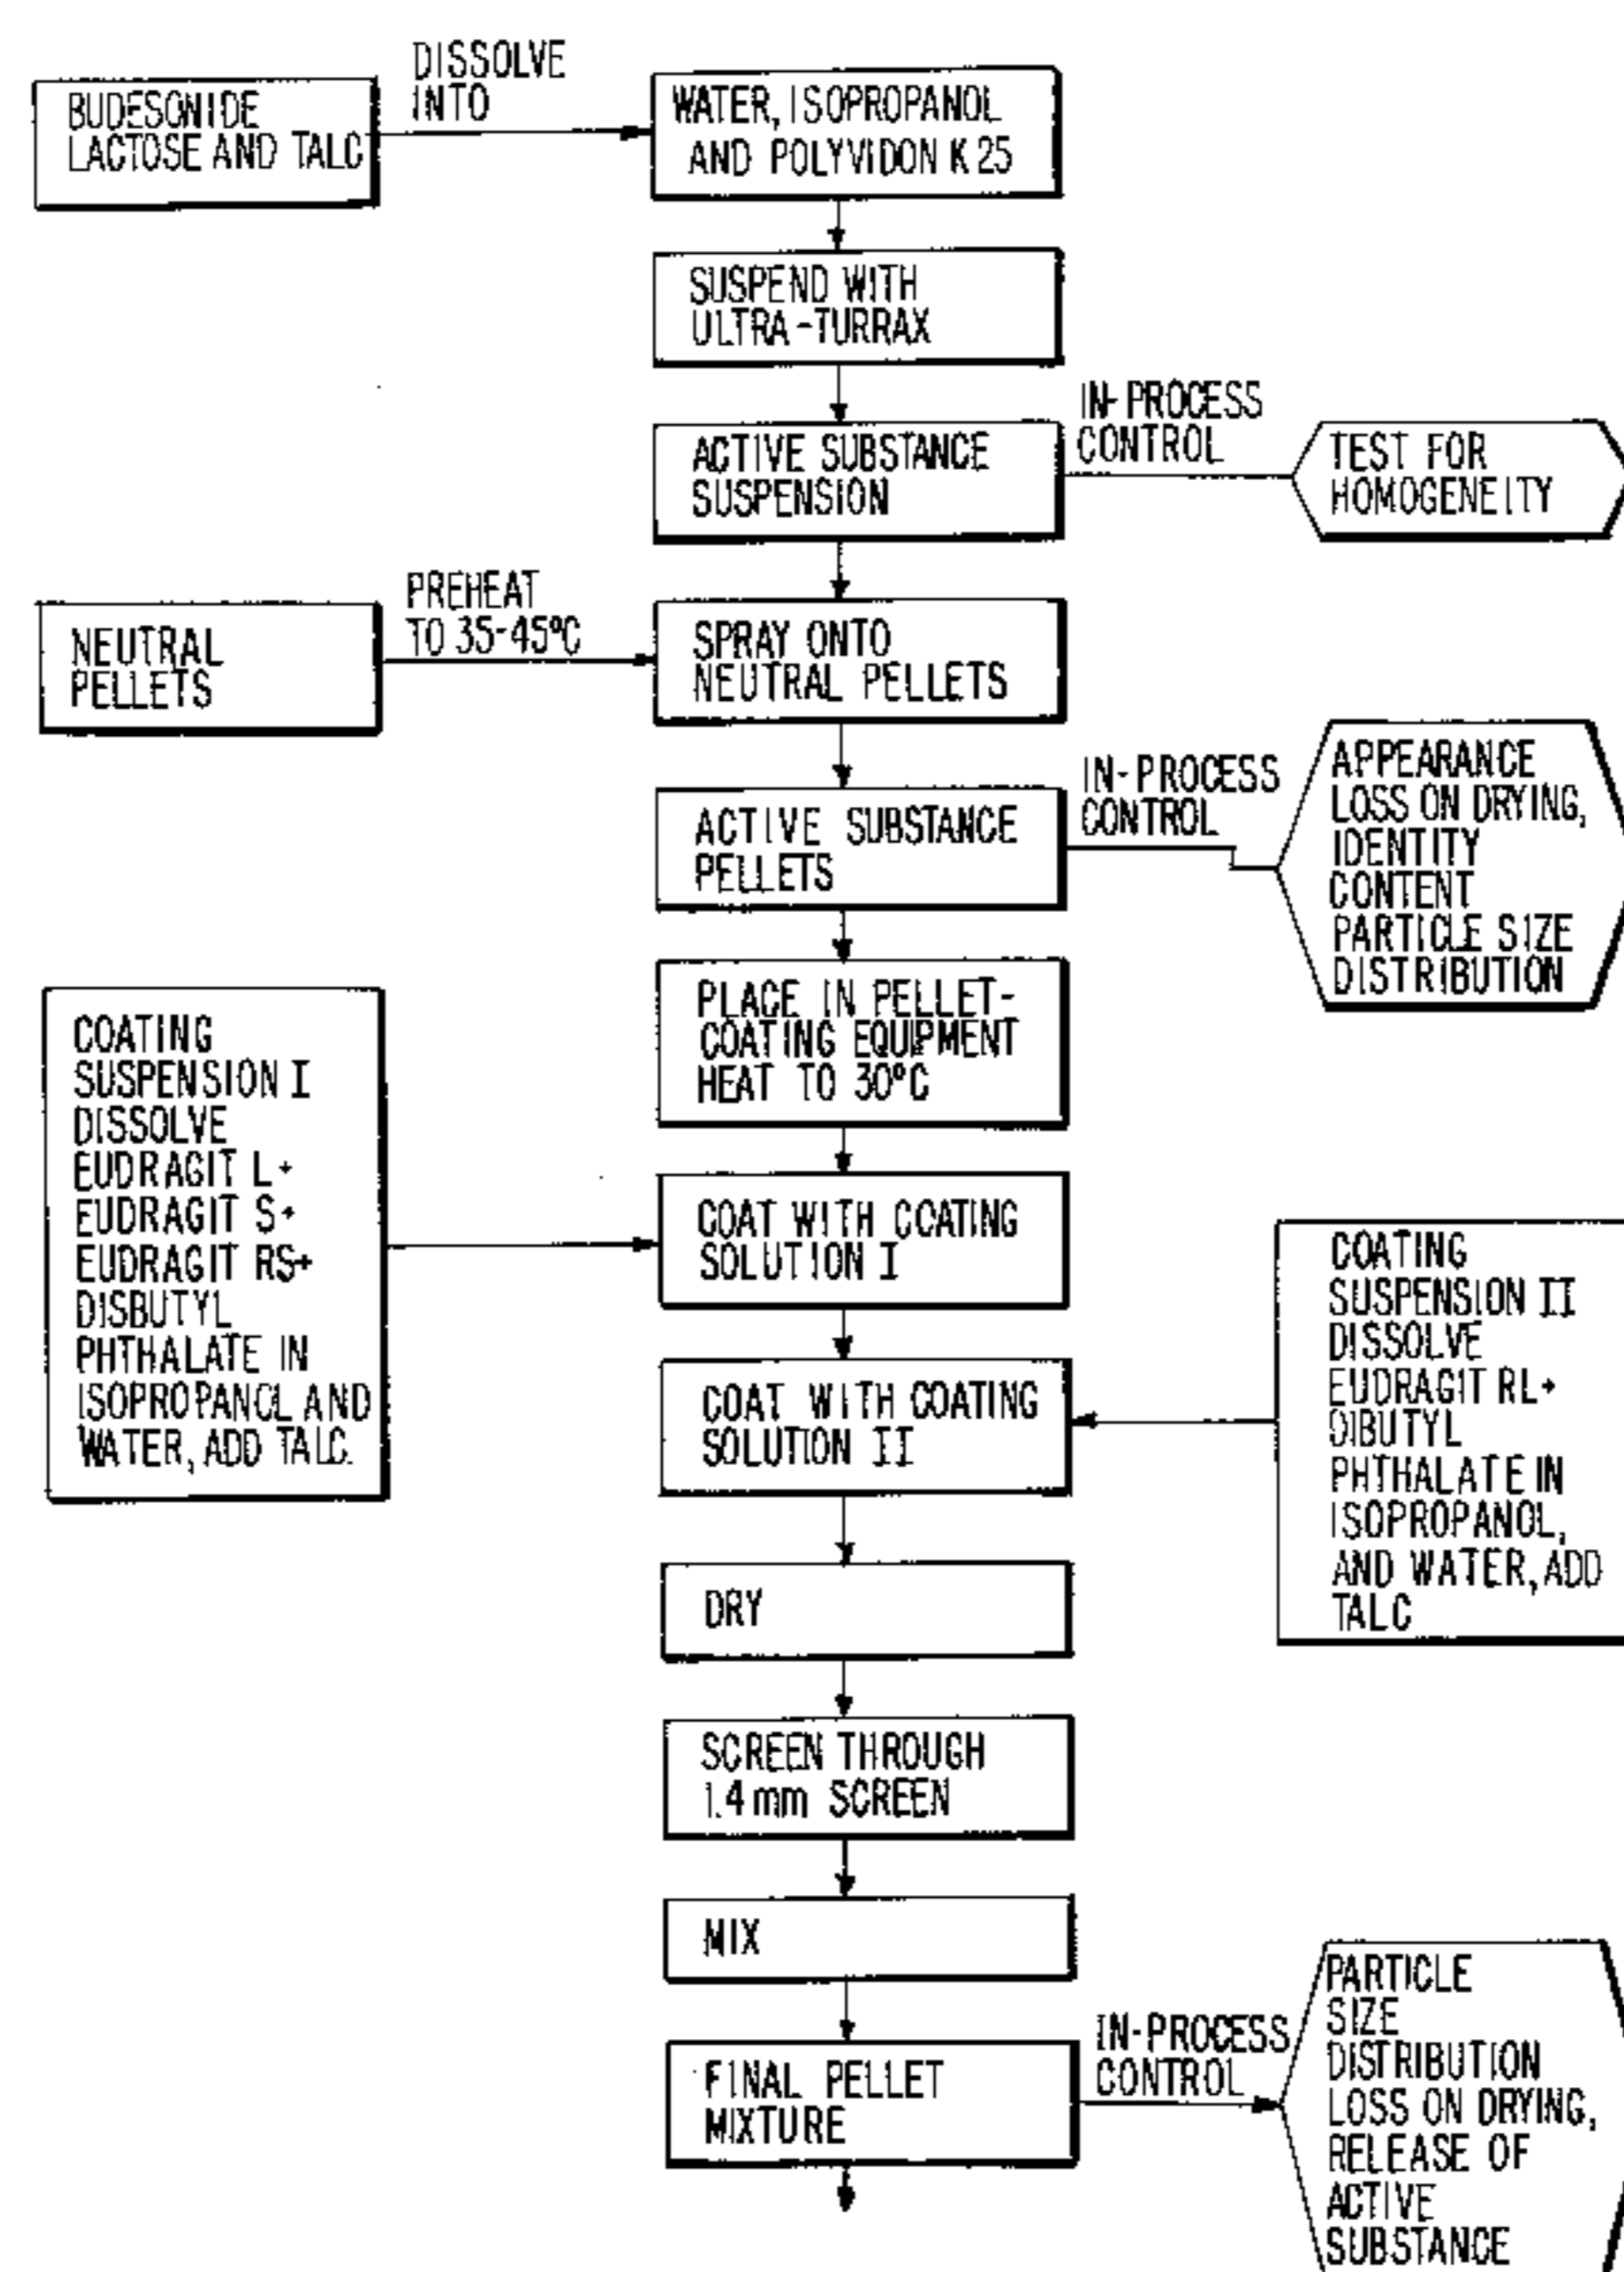 BUDESONIDE
LACTOSE AND TALC
DISSOLVE
INTO
WATER, ISOPROPANOL
AND POLYVIDON K 25
SUSPEND WITH
ULTRA-TURRAX
ACTIVE SUBSTANCE
SUSPENSION
IN-PROCESS
CONTROL
TEST FOR
HOMOGENEITY
NEUTRAL
PELLETS
PREHEAT
TO 35-45°C
SPRAY ONTO
NEUTRAL PELLETS
ACTIVE SUBSTANCE
PELLETS
IN-PROCESS
CONTROL
APPEARANCE
LOSS ON DRYING,
IDENTITY
CONTENT
PARTICLE SIZE
DISTRIBUTION
PLACE IN PELLET-
COATING EQUIPMENT
HEAT TO 30°C
COATING
SUSPENSION I
DISSOLVE
EUDRAGIT L+
EUDRAGIT S+
EUDRAGIT RS+
DISBUTYL
PHTHALATE IN
ISOPROPANOL AND
WATER, ADD TALC.
COAT WITH COATING
SOLUTION I
COAT WITH COATING
SOLUTION II
COATING
SUSPENSION II
DISSOLVE
EUDRAGIT RL+
DIBUTYL
PHTHALATE IN
ISOPROPANOL,
AND WATER, ADD
TALC
DRY
SCREEN THROUGH
1.4 mm SCREEN
MIX
FINAL PELLET
MIXTURE
IN-PROCESS
CONTROL
PARTICLE
SIZE
DISTRIBUTION
LOSS ON DRYING,
RELEASE OF
ACTIVE
SUBSTANCE